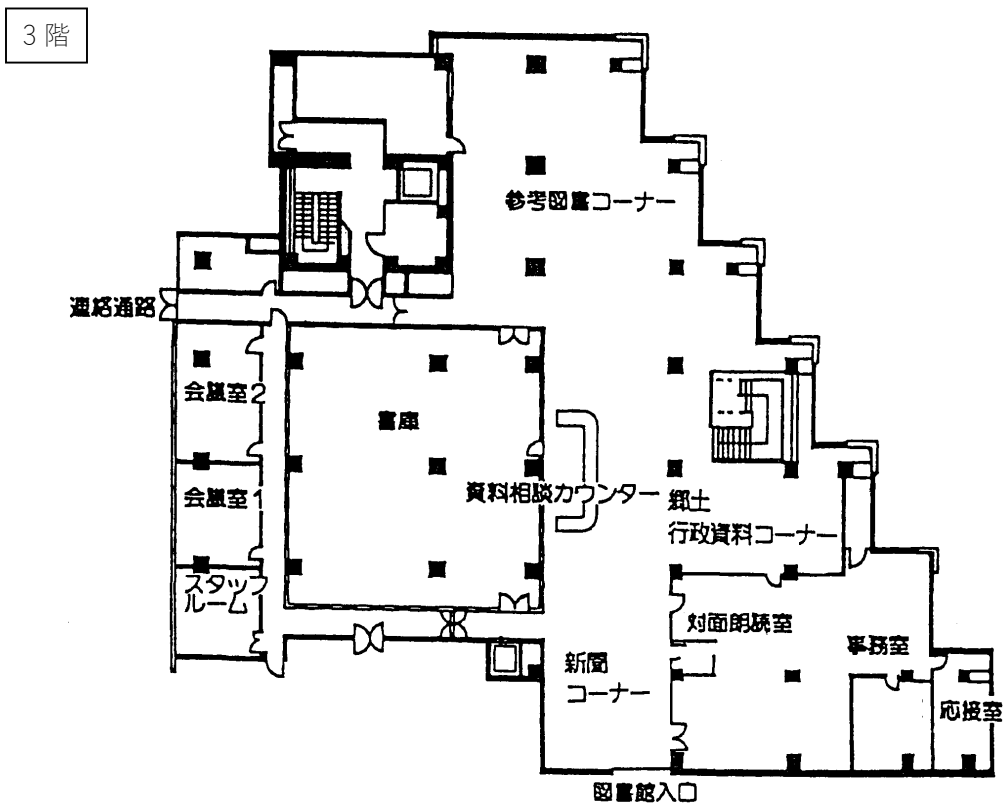 3階
参考図書コーナー
連絡通路
会議室2
書庫
会議室1
資料相談カウンター
郷土
行政資料コーナー
スタッフ
ルーム
対面朗読室
事務室
新聞
コーナー
応接室
図書館入口